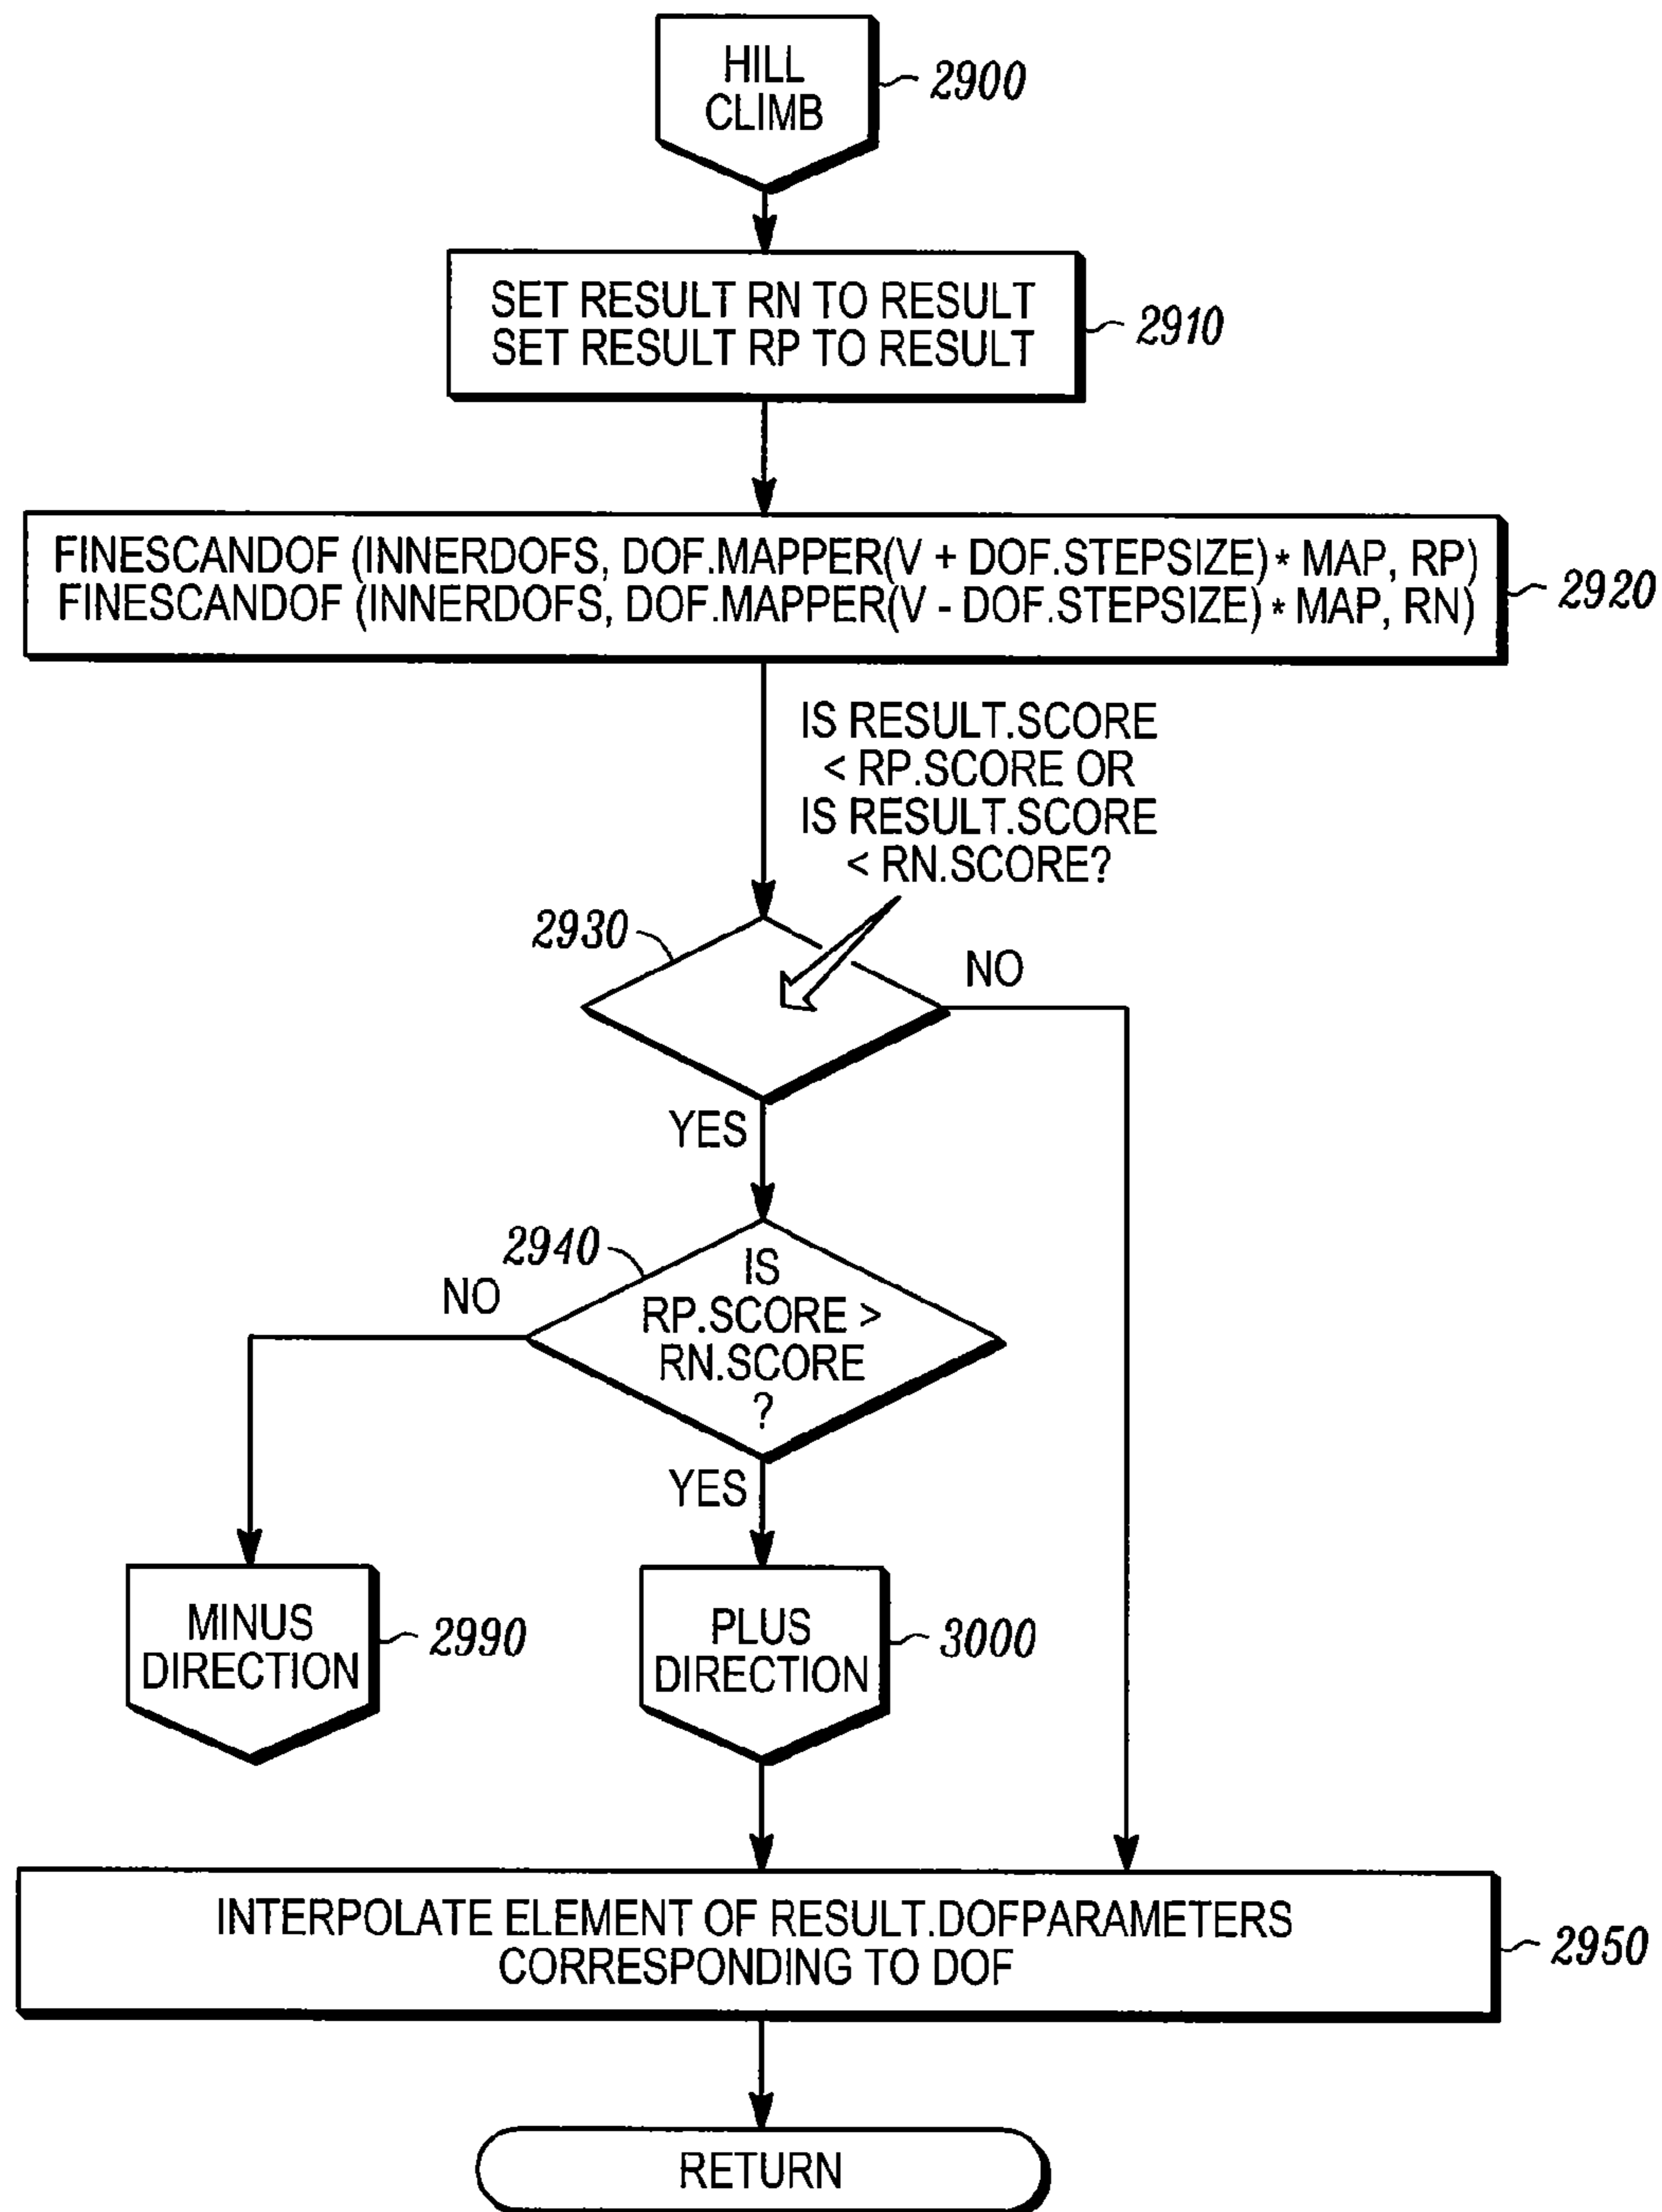 HILL
CLIMB
2900
SET RESULT RN TO RESULT
SET RESULT RP TO RESULT
2910
FINESCANDOF (INNERDOFS, DOF.MAPPER(V + DOF.STEPSIZE) * MAP, RP)
FINESCANDOF (INNERDOFS, DOF.MAPPER(V - DOF.STEPSIZE) * MAP, RN)
2920
IS RESULT.SCORE
< RP.SCORE OR
IS RESULT.SCORE
< RN.SCORE?
2930
NO
YES
2940
NO
IS
RP.SCORE >
RN.SCORE
?
YES
MINUS
DIRECTION
2990
PLUS
DIRECTION
3000
INTERPOLATE ELEMENT OF RESULT.DOFPARAMETERS
CORRESPONDING TO DOF
2950
RETURN